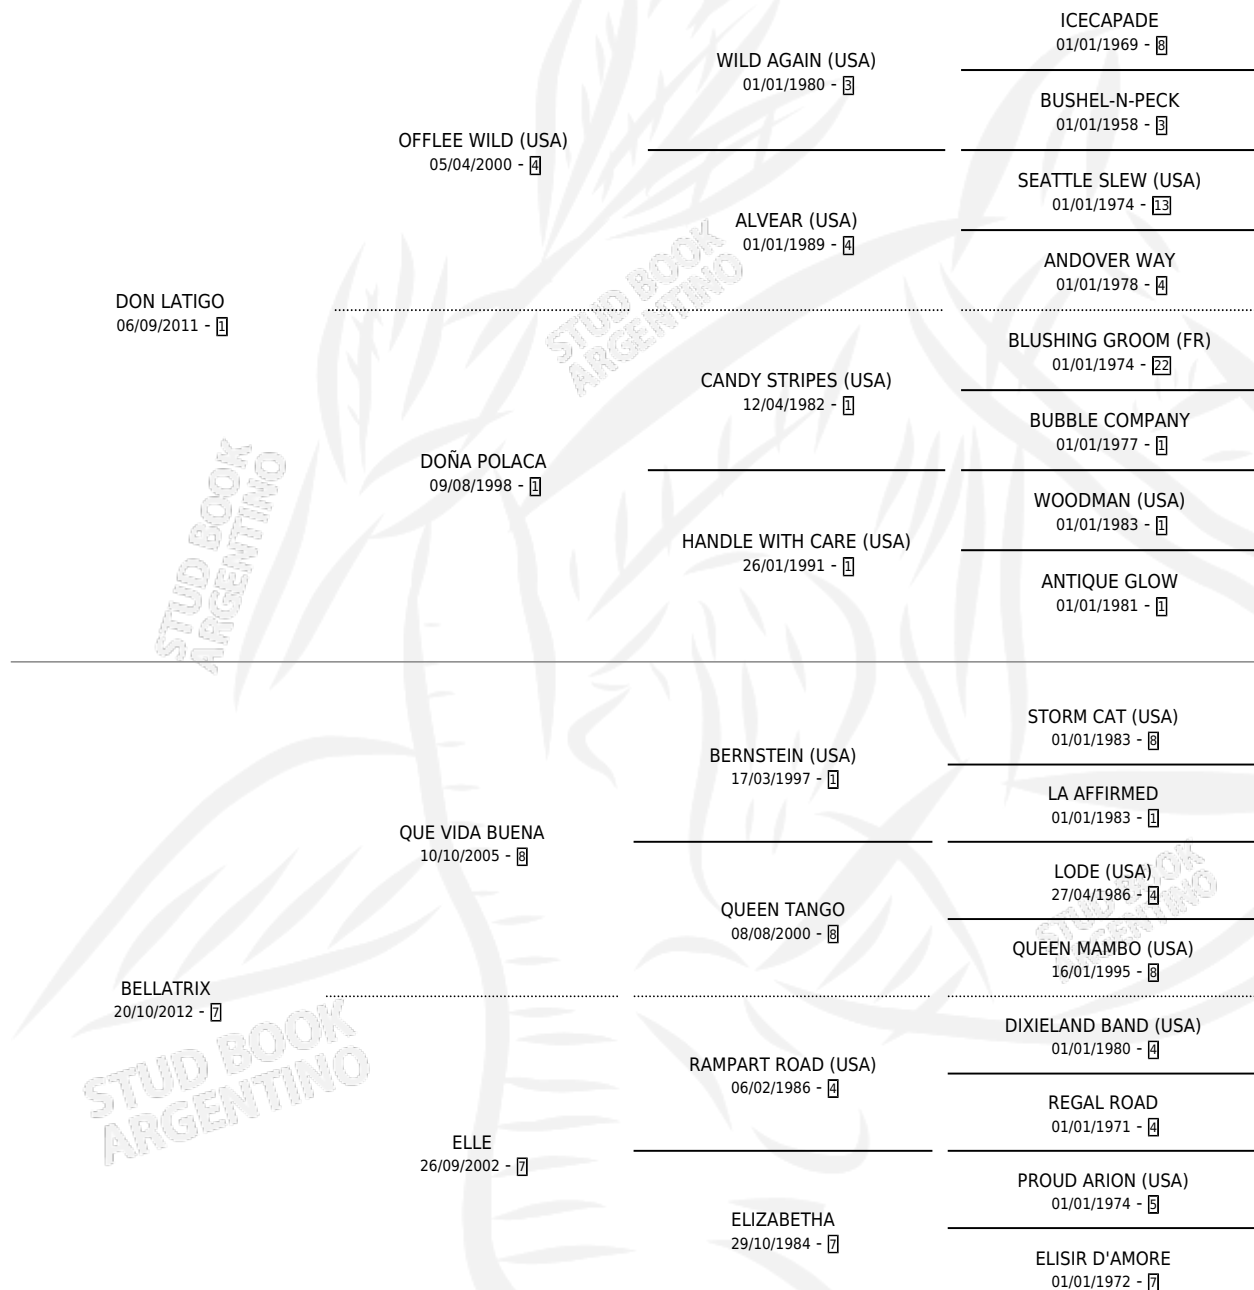 ICECAPADE
01/01/1969 - 8
WILD AGAIN (USA)
01/01/1980 - 3
BUSHEL-N-PECK
01/01/1958 - 3
OFFLEE WILD (USA)
05/04/2000 - 4
SEATTLE SLEW (USA)
01/01/1974 - 13
ALVEAR (USA)
01/01/1989 - 4
ANDOVER WAY
01/01/1978 - 4
DON LATIGO
06/09/2011 - 1
BLUSHING GROOM (FR)
01/01/1974 - 22
CANDY STRIPES (USA)
12/04/1982 - 1
BUBBLE COMPANY
01/01/1977 - 1
DOÑA POLACA
09/08/1998 - 1
WOODMAN (USA)
01/01/1983 - 1
HANDLE WITH CARE (USA)
26/01/1991 - 1
ANTIQUE GLOW
01/01/1981 - 1
STORM CAT (USA)
01/01/1983 - 8
BERNSTEIN (USA)
17/03/1997 - 1
LA AFFIRMED
01/01/1983 - 1
QUE VIDA BUENA
10/10/2005 - 8
LODE (USA)
27/04/1986 - 4
QUEEN TANGO
08/08/2000 - 8
QUEEN MAMBO (USA)
16/01/1995 - 8
BELLATRIX
20/10/2012 - 7
DIXIELAND BAND (USA)
01/01/1980 - 4
RAMPART ROAD (USA)
06/02/1986 - 4
REGAL ROAD
01/01/1971 - 4
ELLE
26/09/2002 - 7
PROUD ARION (USA)
01/01/1974 - 5
ELIZABETHA
29/10/1984 - 7
ELISIR D'AMORE
01/01/1972 - 7
STUD BOOK
ARGENTINO
STUD BOOK
ARGENTINO
STUD BOOK
ARGENTINO
STUD BOOK
ARGENTINO